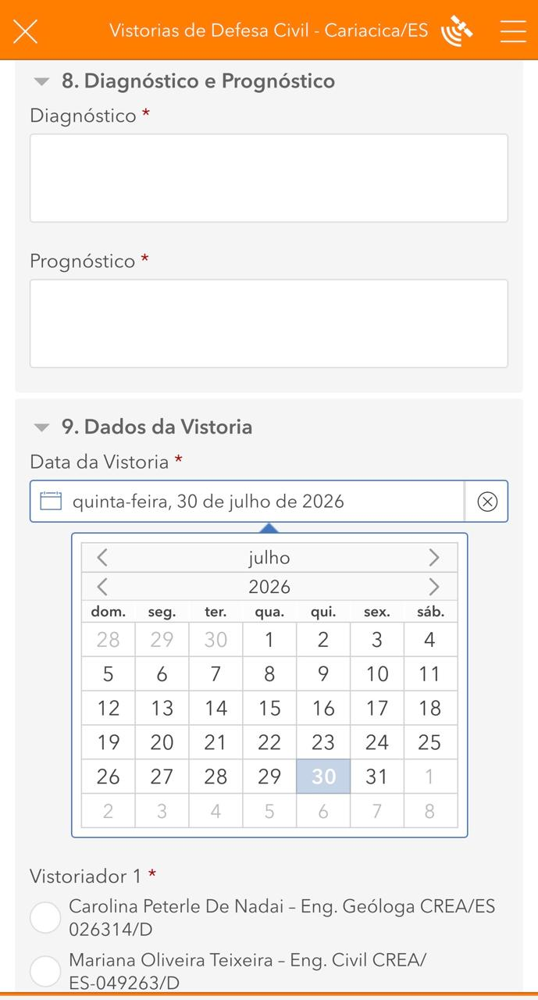 Vistorias de Defesa Civil - Cariacica/ES
8. Diagnóstico e Prognóstico
Diagnóstico *
Prognóstico *
9. Dados da Vistoria
Data da Vistoria *
quinta-feira, 30 de julho de 2026
julho
2026
dom. seg. ter. qua. qui. sex. sáb.
28 29 30 1 2 3 4
5 6 7 8 9 10 11
12 13 14 15 16 17 18
19 20 21 22 23 24 25
26 27 28 29 30 31 1
2 3 4 5 6 7 8
Vistoriador 1 *
Carolina Peterle De Nadai – Eng. Geóloga CREA/ES
026314/D
Mariana Oliveira Teixeira – Eng. Civil CREA/
ES-049263/D